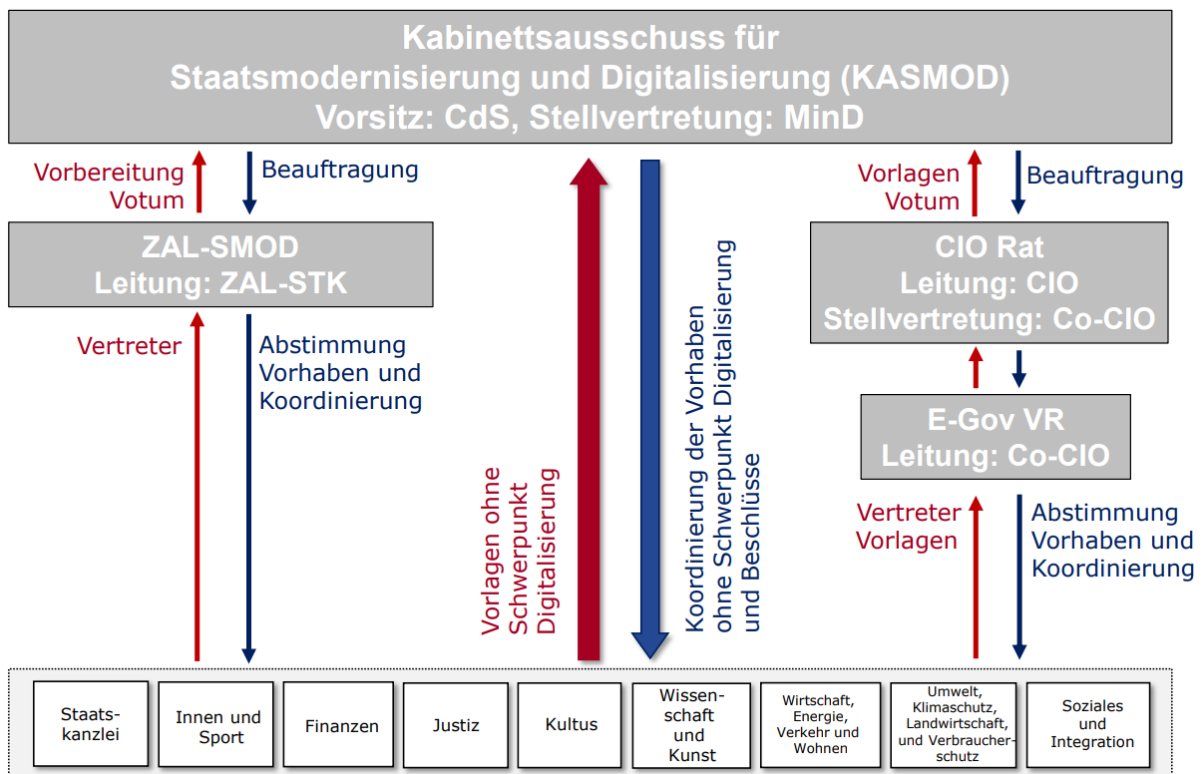 Kabinettsausschuss für
Staatsmodernisierung und Digitalisierung (KASMOD)
Vorsitz: CdS, Stellvertretung: MinD
Vorbereitung
Votum
Beauftragung
Vorlagen
Votum
Beauftragung
ZAL-SMOD
Leitung: ZAL-STK
CIO Rat
Leitung: CIO
Stellvertretung: Co-CIO
Vertreter
Abstimmung
Vorhaben und
Koordinierung
Vorlagen ohne
Schwerpunkt
Digitalisierung
Koordinierung der Vorhaben
ohne Schwerpunkt Digitalisierung
und Beschlüsse
E-Gov VR
Leitung: Co-CIO
Vertreter
Vorlagen
Abstimmung
Vorhaben und
Koordinierung
Staats-
kanzlei
Innen und
Sport
Finanzen
Justiz
Kultus
Wissen-
schaft
und
Kunst
Wirtschaft,
Energie,
Verkehr und
Wohnen
Umwelt,
Klimaschutz,
Landwirtschaft,
und Verbraucher-
schutz
Soziales
und
Integration